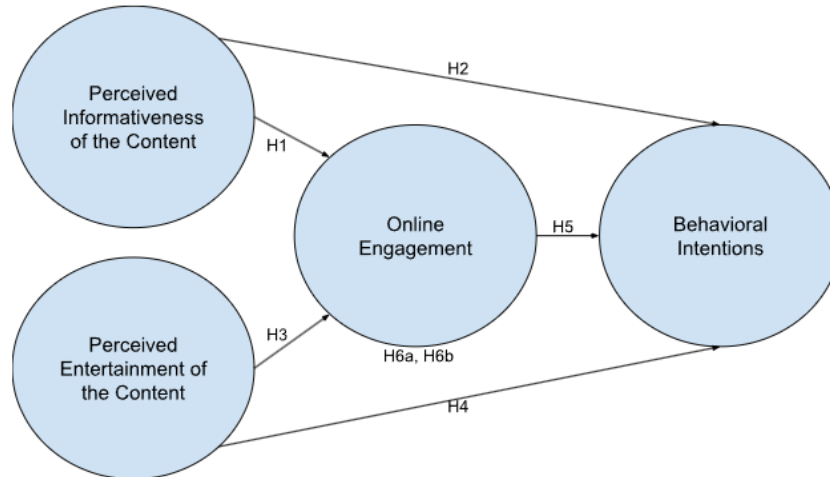 Perceived
Informativeness
of the Content
H2
H1
Online
Engagement
H5
Behavioral
Intentions
H3
H6a, H6b
Perceived
Entertainment of
the Content
H4